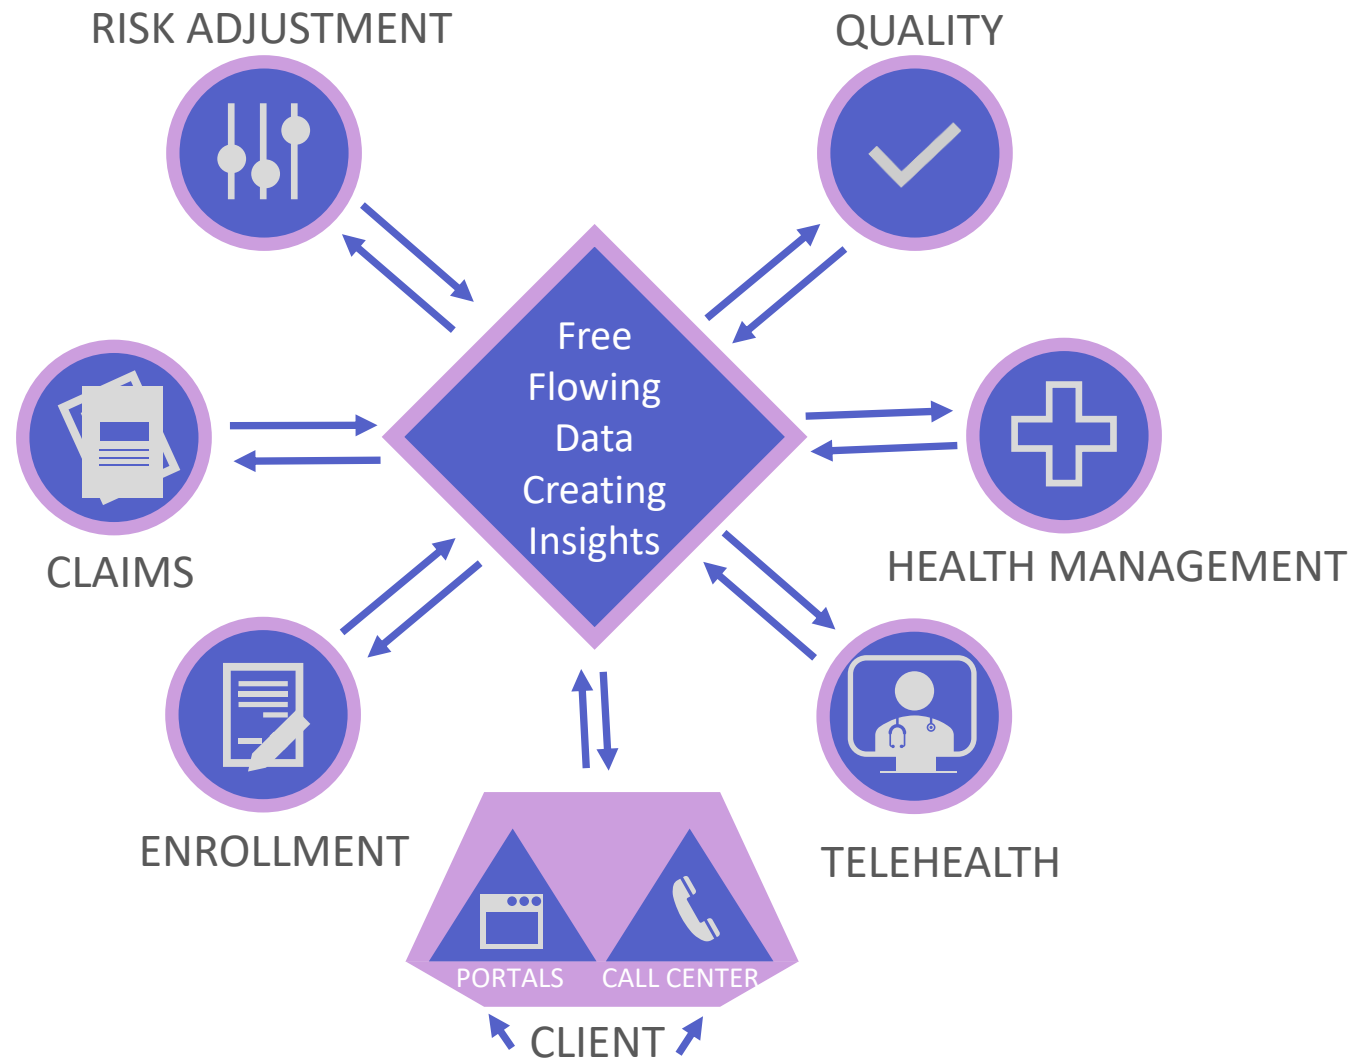 RISK ADJUSTMENT
QUALITY
Free
Flowing
Data
Creating
Insights
CLAIMS
HEALTH MANAGEMENT
ENROLLMENT
TELEHEALTH
PORTALS
CALL CENTER
CLIENT